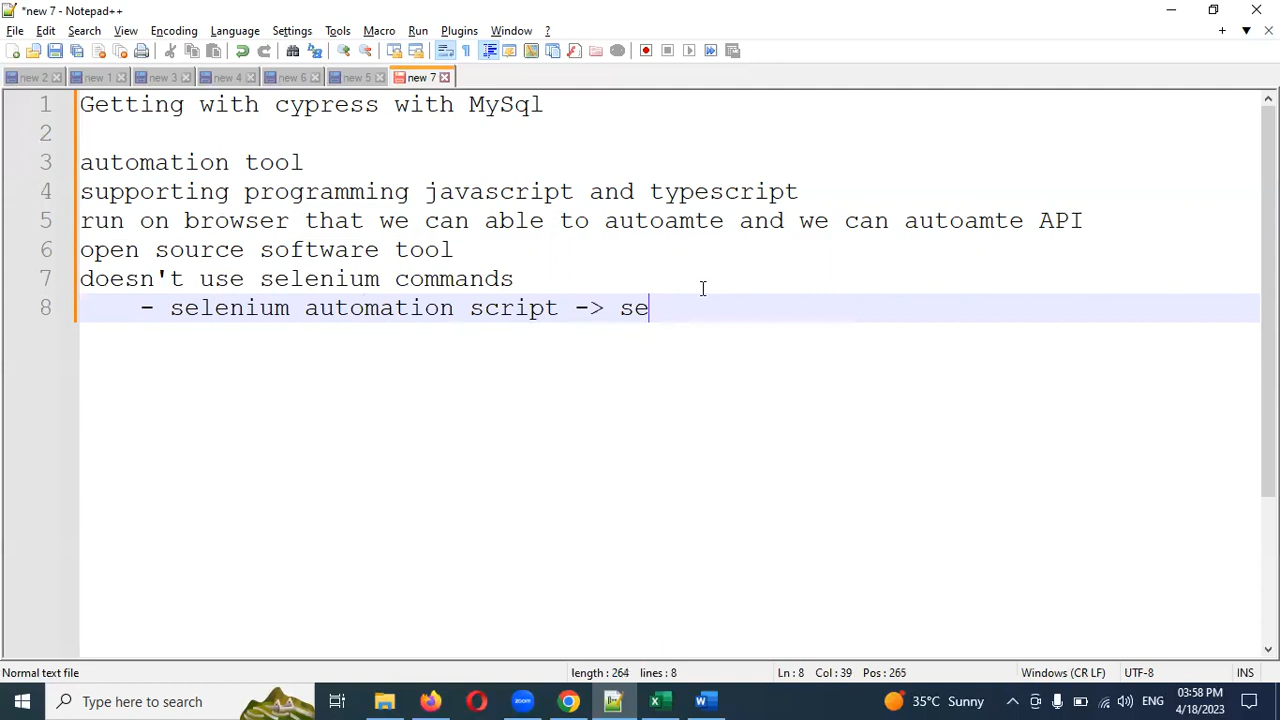 *new 7 - Notepad++
File Edit Search View Encoding Language Settings Tools Macro Run Plugins Window ?
new 2 new 1 new 3 new 4 new 6 new 5 new 7
1 Getting with cypress with MySql
2
3 automation tool
4 supporting programming javascript and typescript
5 run on browser that we can able to autoamte and we can autoamte API
6 open source software tool
7 doesn't use selenium commands
8 - selenium automation script -> se
Normal text file length : 264 lines : 8 Ln : 8 Col : 39 Pos : 265 Windows (CR LF) UTF-8 INS
Type here to search 35°C Sunny ENG 03:58 PM
4/18/2023